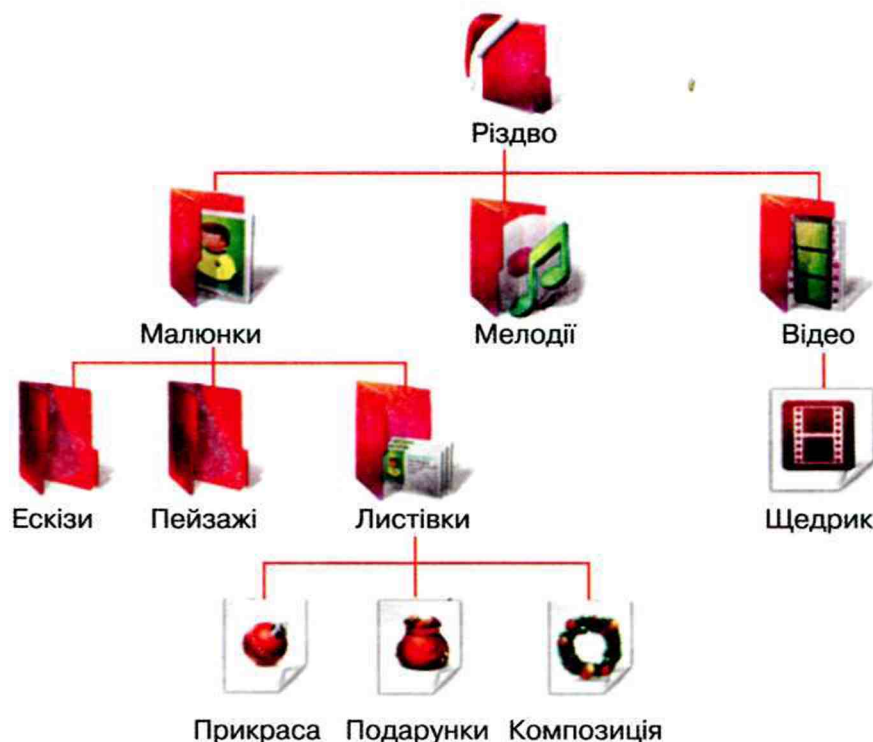 Різдво
Малюнки Мелодії Відео
Ескізи Пейзажі Листівки Щедрик
Прикраса Подарунки Композиція